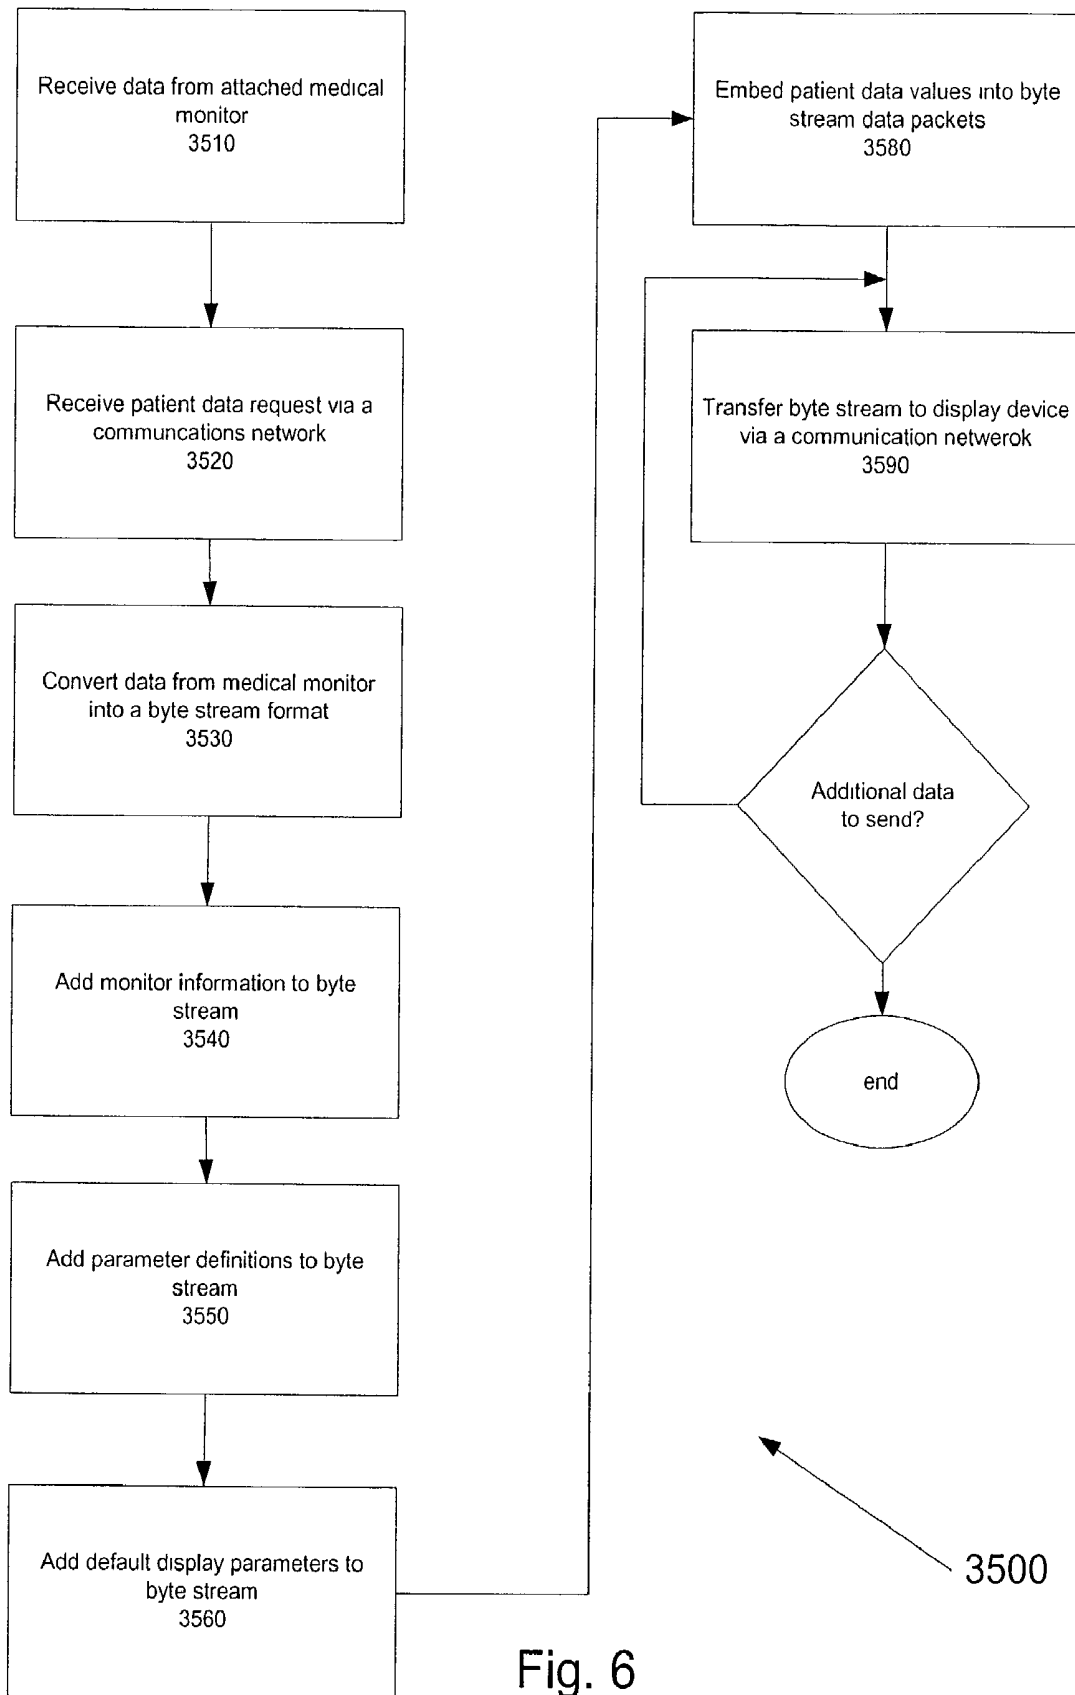 Receive data from attached medical
monitor
3510
Receive patient data request via a
communcations network
3520
Convert data from medical monitor
into a byte stream format
3530
Add monitor information to byte
stream
3540
Add parameter definitions to byte
stream
3550
Add default display parameters to
byte stream
3560
Embed patient data values into byte
stream data packets
3580
Transfer byte stream to display device
via a communication netwerok
3590
Additional data
to send?
end
3500
Fig. 6